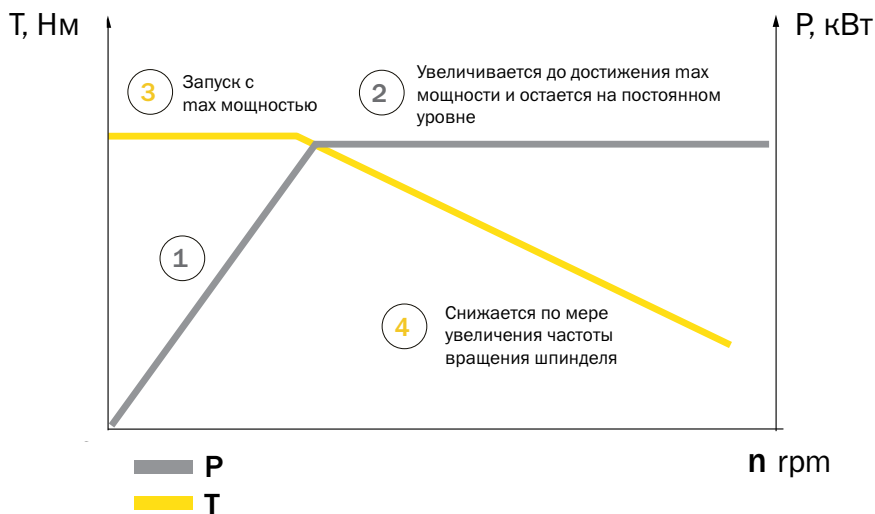 T, Нм
P, кВт
3
Запуск с
max мощностью
2
Увеличивается до достижения max
мощности и остается на постоянном
уровне
1
4
Снижается по мере
увеличения частоты
вращения шпинделя
P
T
n rpm